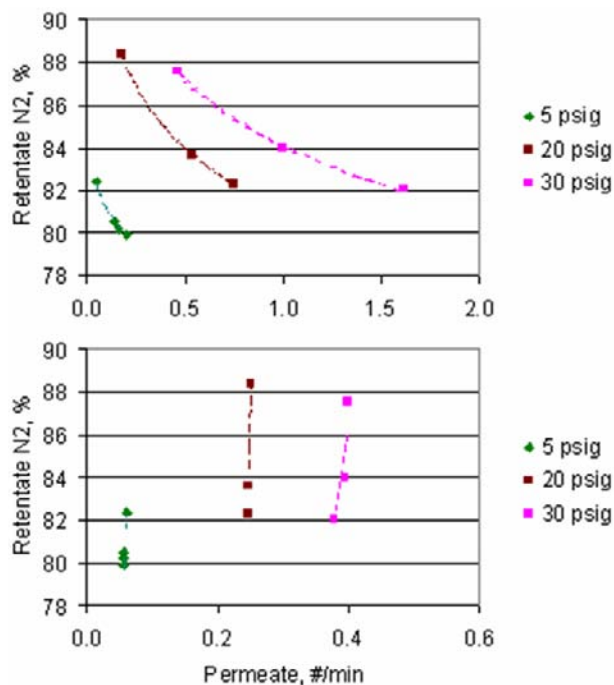 90
88
86
84
82
80
78
Retentate N2, %
0.0 0.5 1.0 1.5 2.0
5 psig
20 psig
30 psig
90
88
86
84
82
80
78
Retentate N2, %
0.0 0.2 0.4 0.6
Permeate, #/min
5 psig
20 psig
30 psig